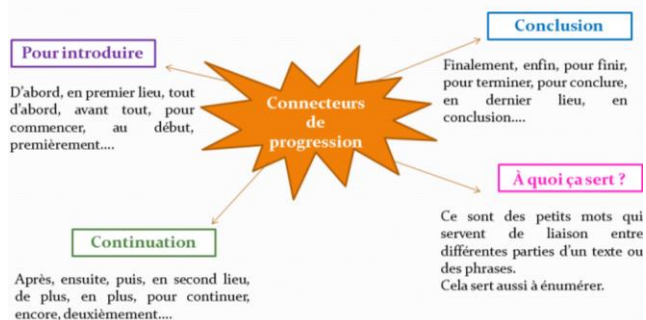 Pour introduire
D'abord, en premier lieu, tout
d'abord, avant tout, pour
commencer, au début,
premièrement....
Connecteurs
de
progression
Conclusion
Finalement, enfin, pour finir,
pour terminer, pour conclure,
en dernier lieu, en
conclusion....
Continuation
Après, ensuite, puis, en second lieu,
de plus, en plus, pour continuer,
encore, deuxièmement....
À quoi ça sert ?
Ce sont des petits mots qui
servent de liaison entre
différentes parties d'un texte ou
des phrases.
Cela sert aussi à énumérer.